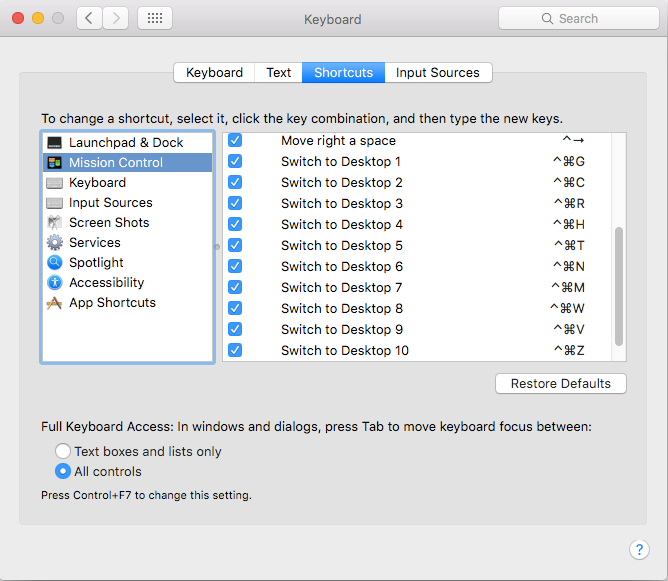 Keyboard
Search
Keyboard Text Shortcuts Input Sources
To change a shortcut, select it, click the key combination, and then type the new keys.
Launchpad & Dock
Mission Control
Keyboard
Input Sources
Screen Shots
Services
Spotlight
Accessibility
App Shortcuts
Move right a space ^→
Switch to Desktop 1 ^⌘G
Switch to Desktop 2 ^⌘C
Switch to Desktop 3 ^⌘R
Switch to Desktop 4 ^⌘H
Switch to Desktop 5 ^⌘T
Switch to Desktop 6 ^⌘N
Switch to Desktop 7 ^⌘M
Switch to Desktop 8 ^⌘W
Switch to Desktop 9 ^⌘V
Switch to Desktop 10 ^⌘Z
Restore Defaults
Full Keyboard Access: In windows and dialogs, press Tab to move keyboard focus between:
Text boxes and lists only
All controls
Press Control+F7 to change this setting.
?